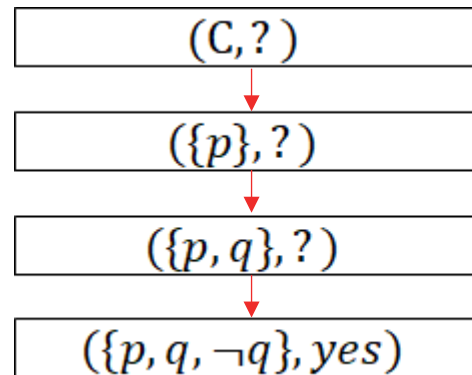 (C, ?)
({p}, ?)
({p, q}, ?)
({p, q, ¬q}, yes)